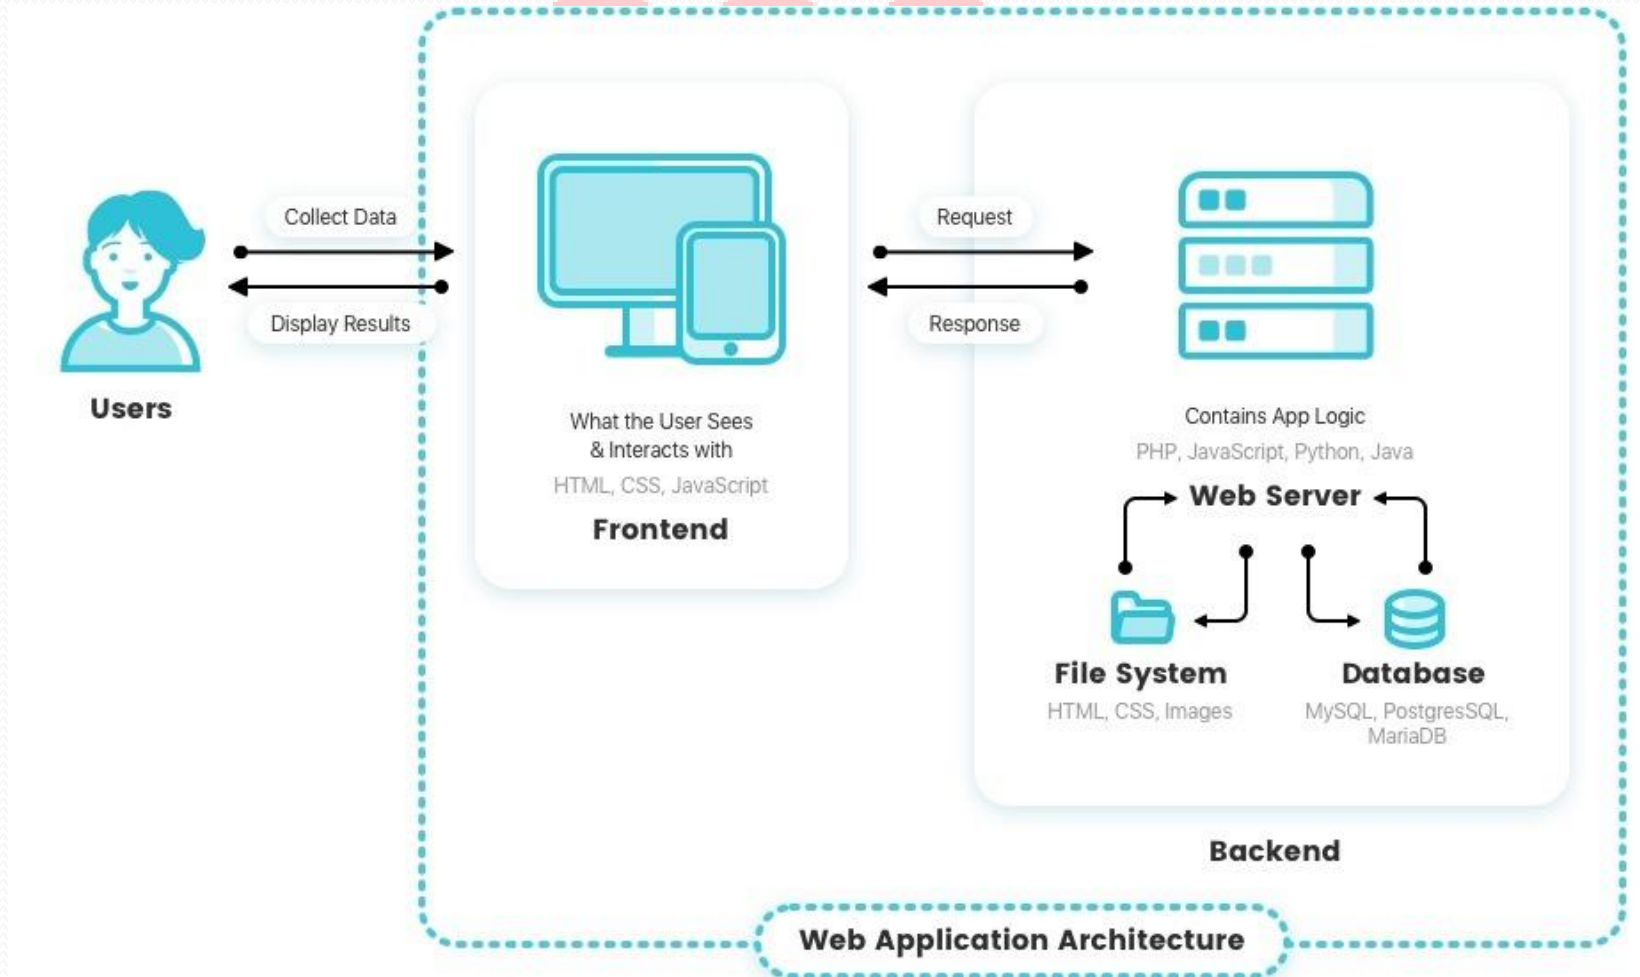 Collect Data
Display Results
Users
What the User Sees
& Interacts with
HTML, CSS, JavaScript
Frontend
Request
Response
Contains App Logic
PHP, JavaScript, Python, Java
Web Server
File System
HTML, CSS, Images
Database
MySQL, PostgresSQL,
MariaDB
Backend
Web Application Architecture